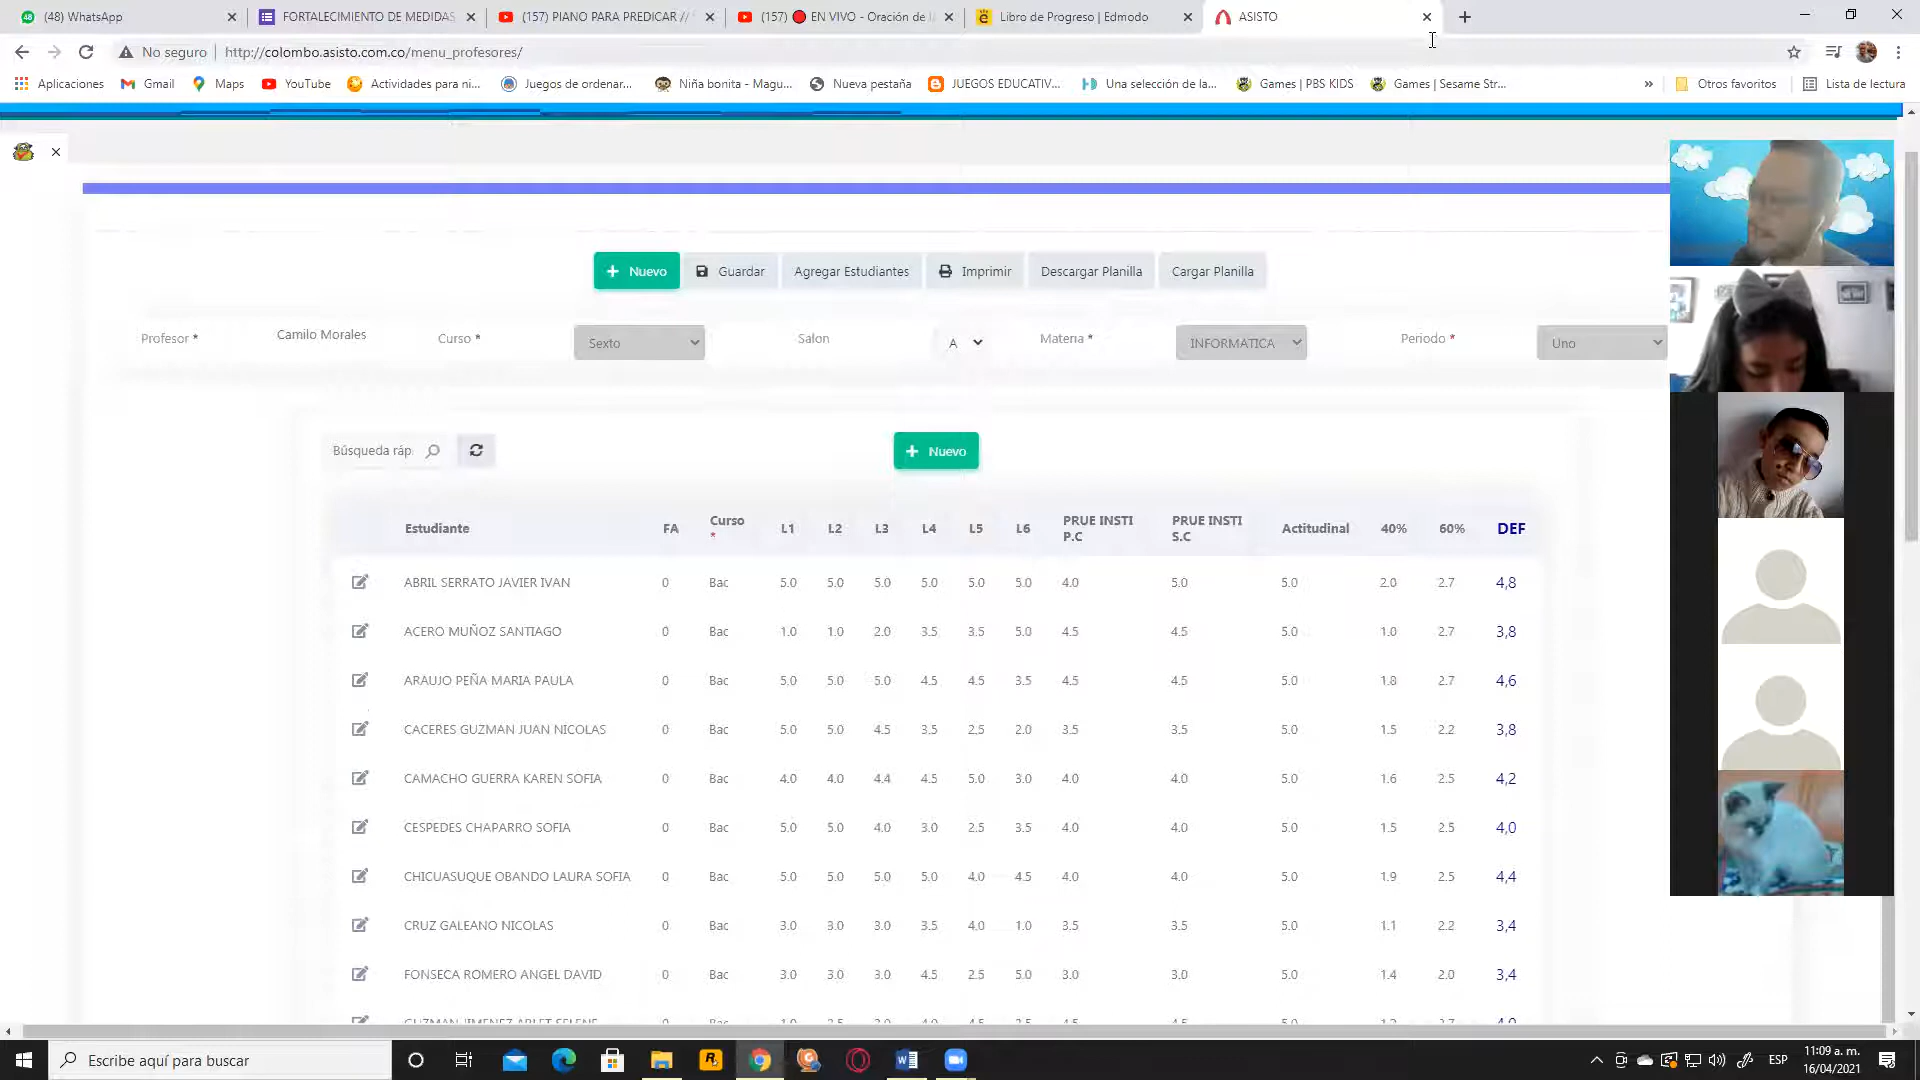 (48) WhatsApp
FORTALECIMIENTO DE MEDIDAS
(157) PIANO PARA PREDICAR //
(157) 🔴 EN VIVO - Oración de
Libro de Progreso | Edmodo
ASISTO
No seguro
http://colombo.asisto.com.co/menu_profesores/
Aplicaciones
Gmail
Maps
YouTube
Actividades para ni...
Juegos de ordenar...
Niña bonita - Magu...
Nueva pestaña
JUEGOS EDUCATIV...
Una selección de la...
Games | PBS KIDS
Games | Sesame Str...
»
Otros favoritos
Lista de lectura
+ Nuevo
Guardar
Agregar Estudiantes
Imprimir
Descargar Planilla
Cargar Planilla
Profesor *
Camilo Morales
Curso *
Sexto
Salon
A
Materia *
INFORMATICA
Periodo *
Uno
Búsqueda ráp
+ Nuevo
Estudiante FA Curso * L1 L2 L3 L4 L5 L6 PRUE INSTI P.C PRUE INSTI S.C Actitudinal 40% 60% DEF
ABRIL SERRATO JAVIER IVAN 0 Bac 5.0 5.0 5.0 5.0 5.0 5.0 4.0 5.0 5.0 2.0 2.7 4,8
ACERO MUÑOZ SANTIAGO 0 Bac 1.0 1.0 2.0 3.5 3.5 5.0 4.5 4.5 5.0 1.0 2.7 3,8
ARAUJO PEÑA MARIA PAULA 0 Bac 5.0 5.0 5.0 4.5 4.5 3.5 4.5 4.5 5.0 1.8 2.7 4,6
CACERES GUZMAN JUAN NICOLAS 0 Bac 5.0 5.0 4.5 3.5 2.5 2.0 3.5 3.5 5.0 1.5 2.2 3,8
CAMACHO GUERRA KAREN SOFIA 0 Bac 4.0 4.0 4.4 4.5 5.0 3.0 4.0 4.0 5.0 1.6 2.5 4,2
CESPEDES CHAPARRO SOFIA 0 Bac 5.0 5.0 4.0 3.0 2.5 3.5 4.0 4.0 5.0 1.5 2.5 4,0
CHICUASUQUE OBANDO LAURA SOFIA 0 Bac 5.0 5.0 5.0 5.0 4.0 4.5 4.0 4.0 5.0 1.9 2.5 4,4
CRUZ GALEANO NICOLAS 0 Bac 3.0 3.0 3.0 3.5 4.0 1.0 3.5 3.5 5.0 1.1 2.2 3,4
FONSECA ROMERO ANGEL DAVID 0 Bac 3.0 3.0 3.0 4.5 2.5 5.0 3.0 3.0 5.0 1.4 2.0 3,4
Escribe aquí para buscar
ESP
11:09 a. m.
16/04/2021